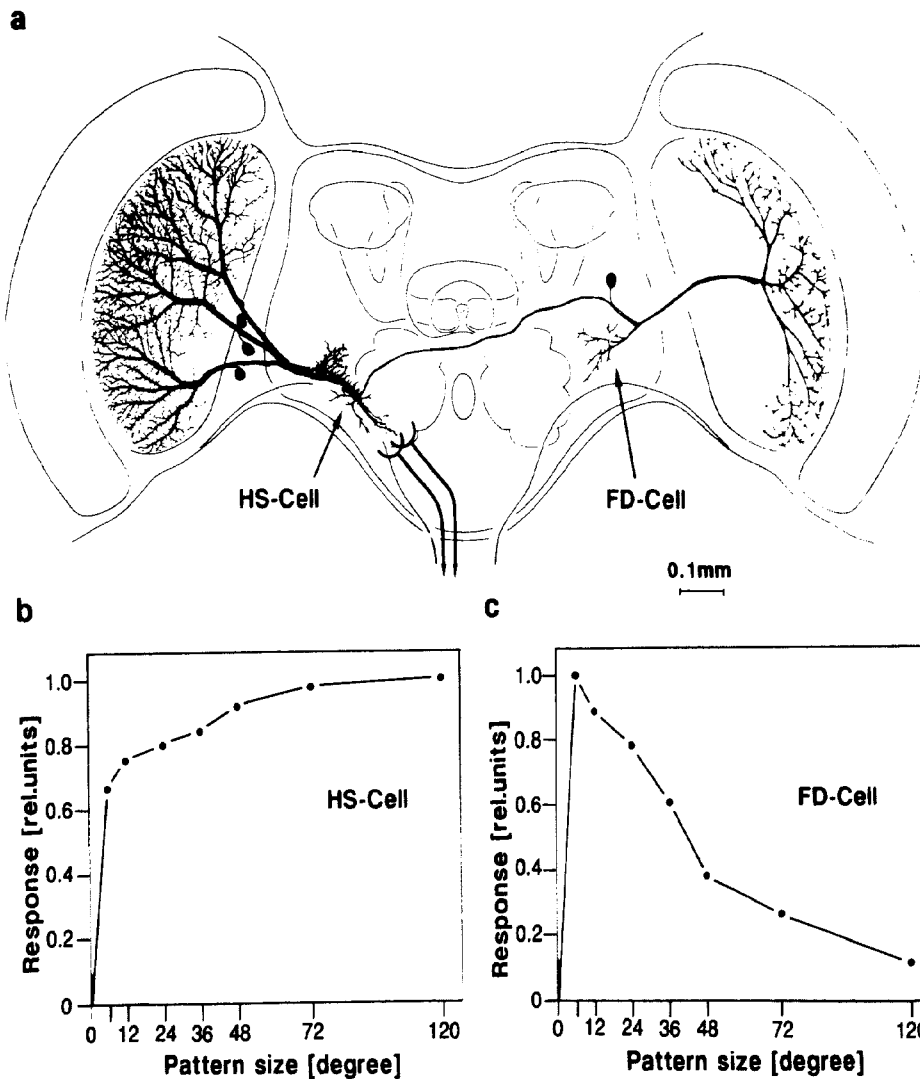 a
HS-Cell
FD-Cell
0.1mm
b
Response [rel.units]
1.0
0.8
0.6
0.4
0.2
0
0 12 24 36 48 72 120
Pattern size [degree]
HS-Cell
c
Response [rel.units]
1.0
0.8
0.6
0.4
0.2
0
0 12 24 36 48 72 120
Pattern size [degree]
FD-Cell